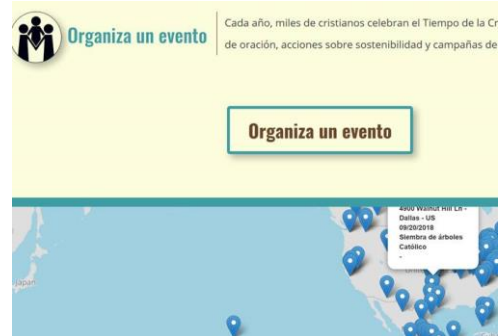 Organiza un evento
Cada año, miles de cristianos celebran el Tiempo de la
de oración, acciones sobre sostenibilidad y campañas de
Organiza un evento
4900 Walnut Hill Ln -
Dallas - US
09/20/2018
Siembra de árboles
Católico
-
Japan